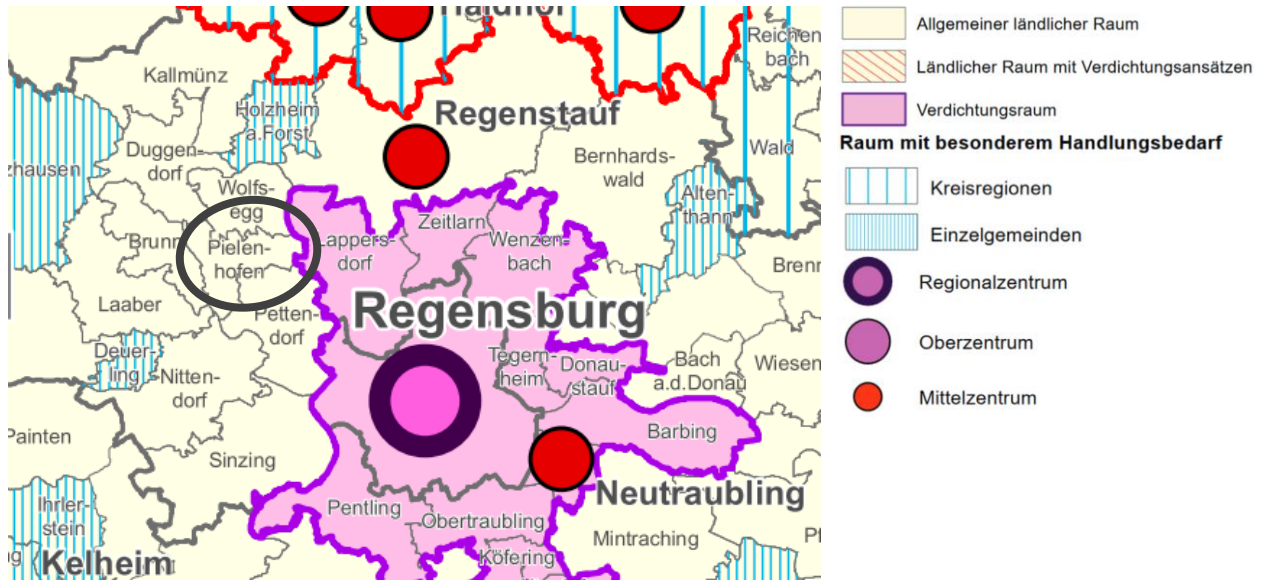 Haidhof
Reichen-
bach
Kallmünz
Holzheim
a.Forst
Regenstauf
Duggen-
dorf
Bernhards-
wald
Wald
zhausen
Wolfs-
egg
Alten-
thann
Zeitlarn
Brunn
Pielen-
hofen
Lappers-
dorf
Wenzen-
bach
Brenn
Laaber
Petten-
dorf
Regensburg
Deuer-
ling
Nitten-
dorf
Tegern-
heim
Donau-
stauf
Bach
a.d.Donau
Wiesen
Painten
Sinzing
Barbing
Neutraubling
Ihrler-
stein
Pentling
Obertraubling
Mintraching
Pf
g
Kelheim
Köfering
Allgemeiner ländlicher Raum
Ländlicher Raum mit Verdichtungsansätzen
Verdichtungsraum
Raum mit besonderem Handlungsbedarf
Kreisregionen
Einzelgemeinden
Regionalzentrum
Oberzentrum
Mittelzentrum